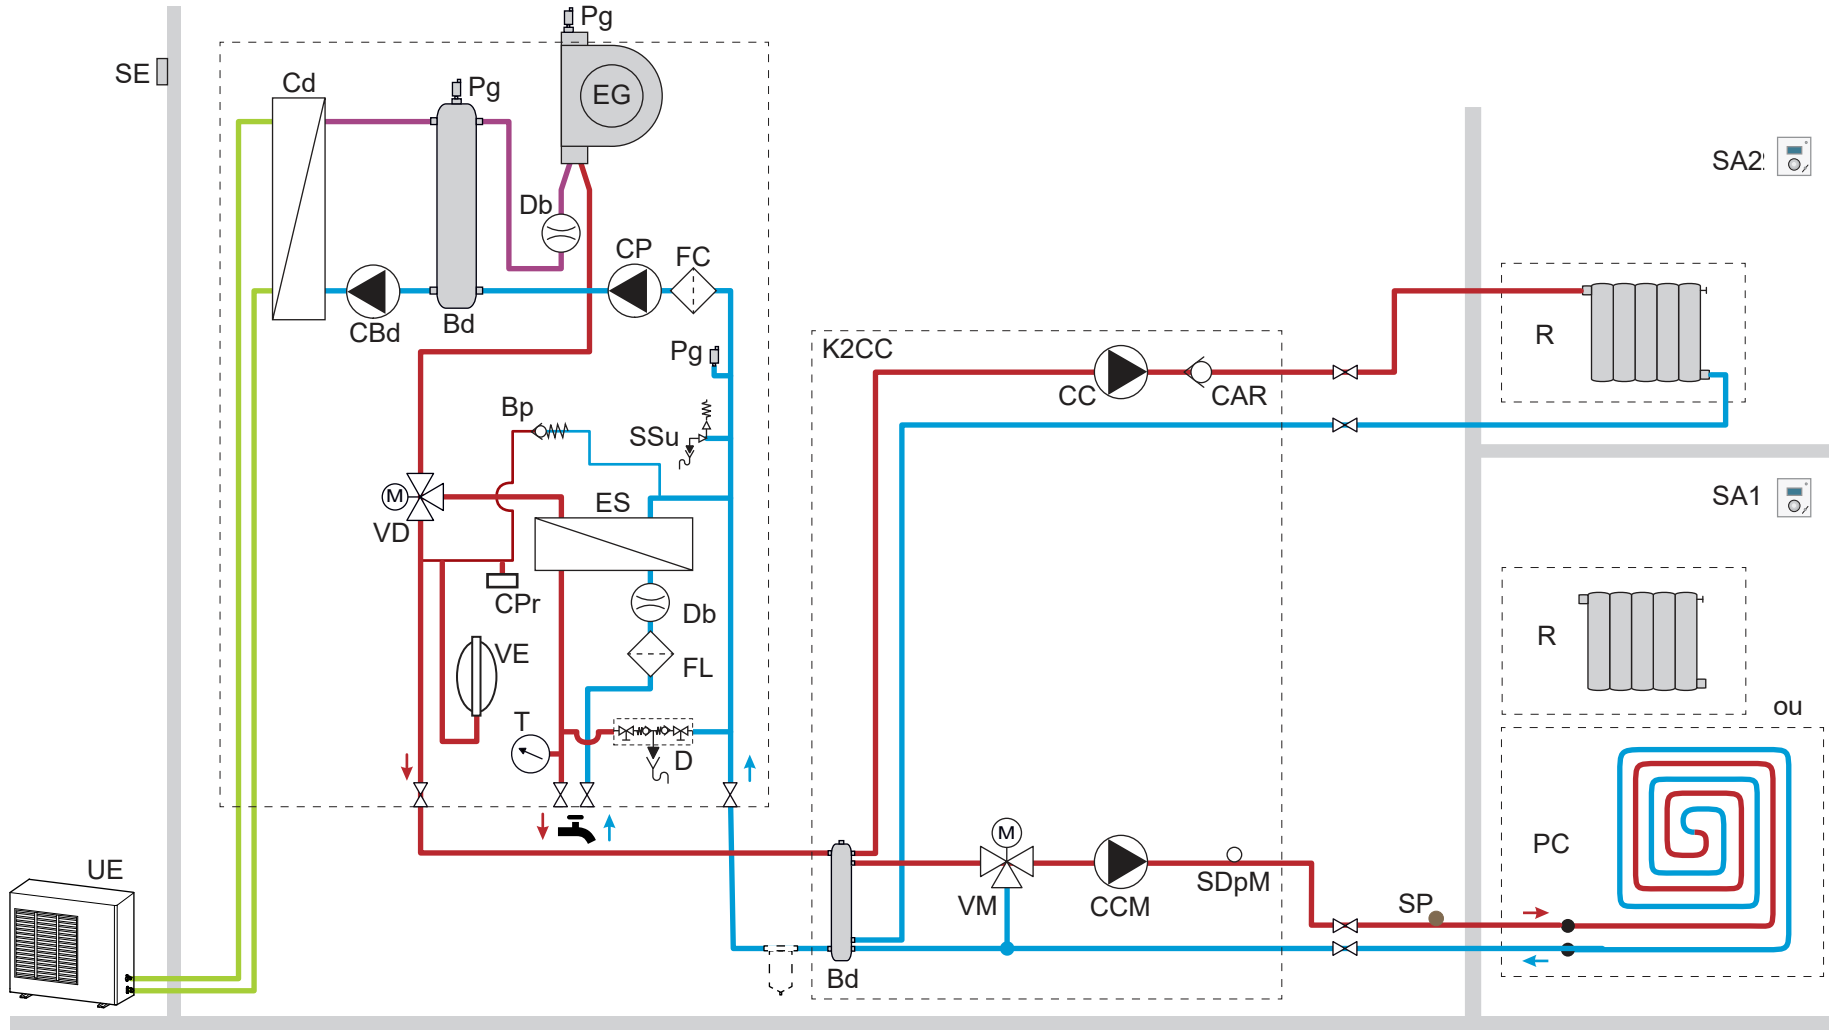 Pg
SE
Cd
Pg
EG
Db
CP
FC
CBd
Bd
Pg
K2CC
CC
CAR
SA2
R
Bp
SSu
M
VD
ES
SA1
CPr
Db
VE
FL
R
T
D
ou
M
PC
UE
VM
CCM
SDpM
SP
Bd